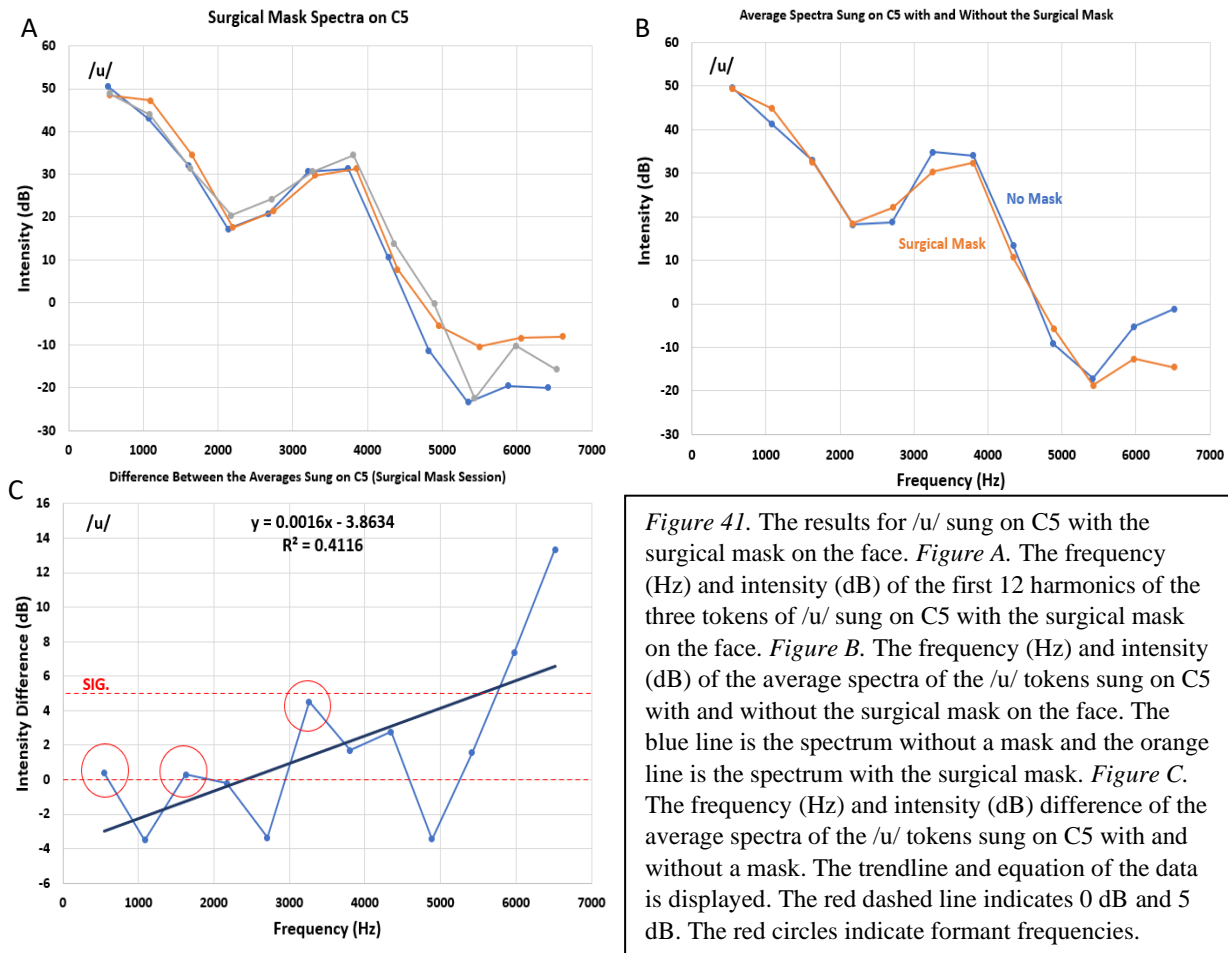 A
Surgical Mask Spectra on C5
/u/
Intensity (dB)
60
50
40
30
20
10
0
-10
-20
-30
0 1000 2000 3000 4000 5000 6000 7000
B
Average Spectra Sung on C5 with and Without the Surgical Mask
/u/
Intensity (dB)
60
50
40
30
20
10
0
-10
-20
-30
No Mask
Surgical Mask
0 1000 2000 3000 4000 5000 6000 7000
Frequency (Hz)
Difference Between the Averages Sung on C5 (Surgical Mask Session)
C
/u/
y = 0.0016x - 3.8634
R² = 0.4116
Intensity Difference (dB)
16
14
12
10
8
6
4
2
0
-2
-4
-6
SIG.
0 1000 2000 3000 4000 5000 6000 7000
Frequency (Hz)
Figure 41. The results for /u/ sung on C5 with the
surgical mask on the face. Figure A. The frequency
(Hz) and intensity (dB) of the first 12 harmonics of the
three tokens of /u/ sung on C5 with the surgical mask
on the face. Figure B. The frequency (Hz) and intensity
(dB) of the average spectra of the /u/ tokens sung on C5
with and without the surgical mask on the face. The
blue line is the spectrum without a mask and the orange
line is the spectrum with the surgical mask. Figure C.
The frequency (Hz) and intensity (dB) difference of the
average spectra of the /u/ tokens sung on C5 with and
without a mask. The trendline and equation of the data
is displayed. The red dashed line indicates 0 dB and 5
dB. The red circles indicate formant frequencies.